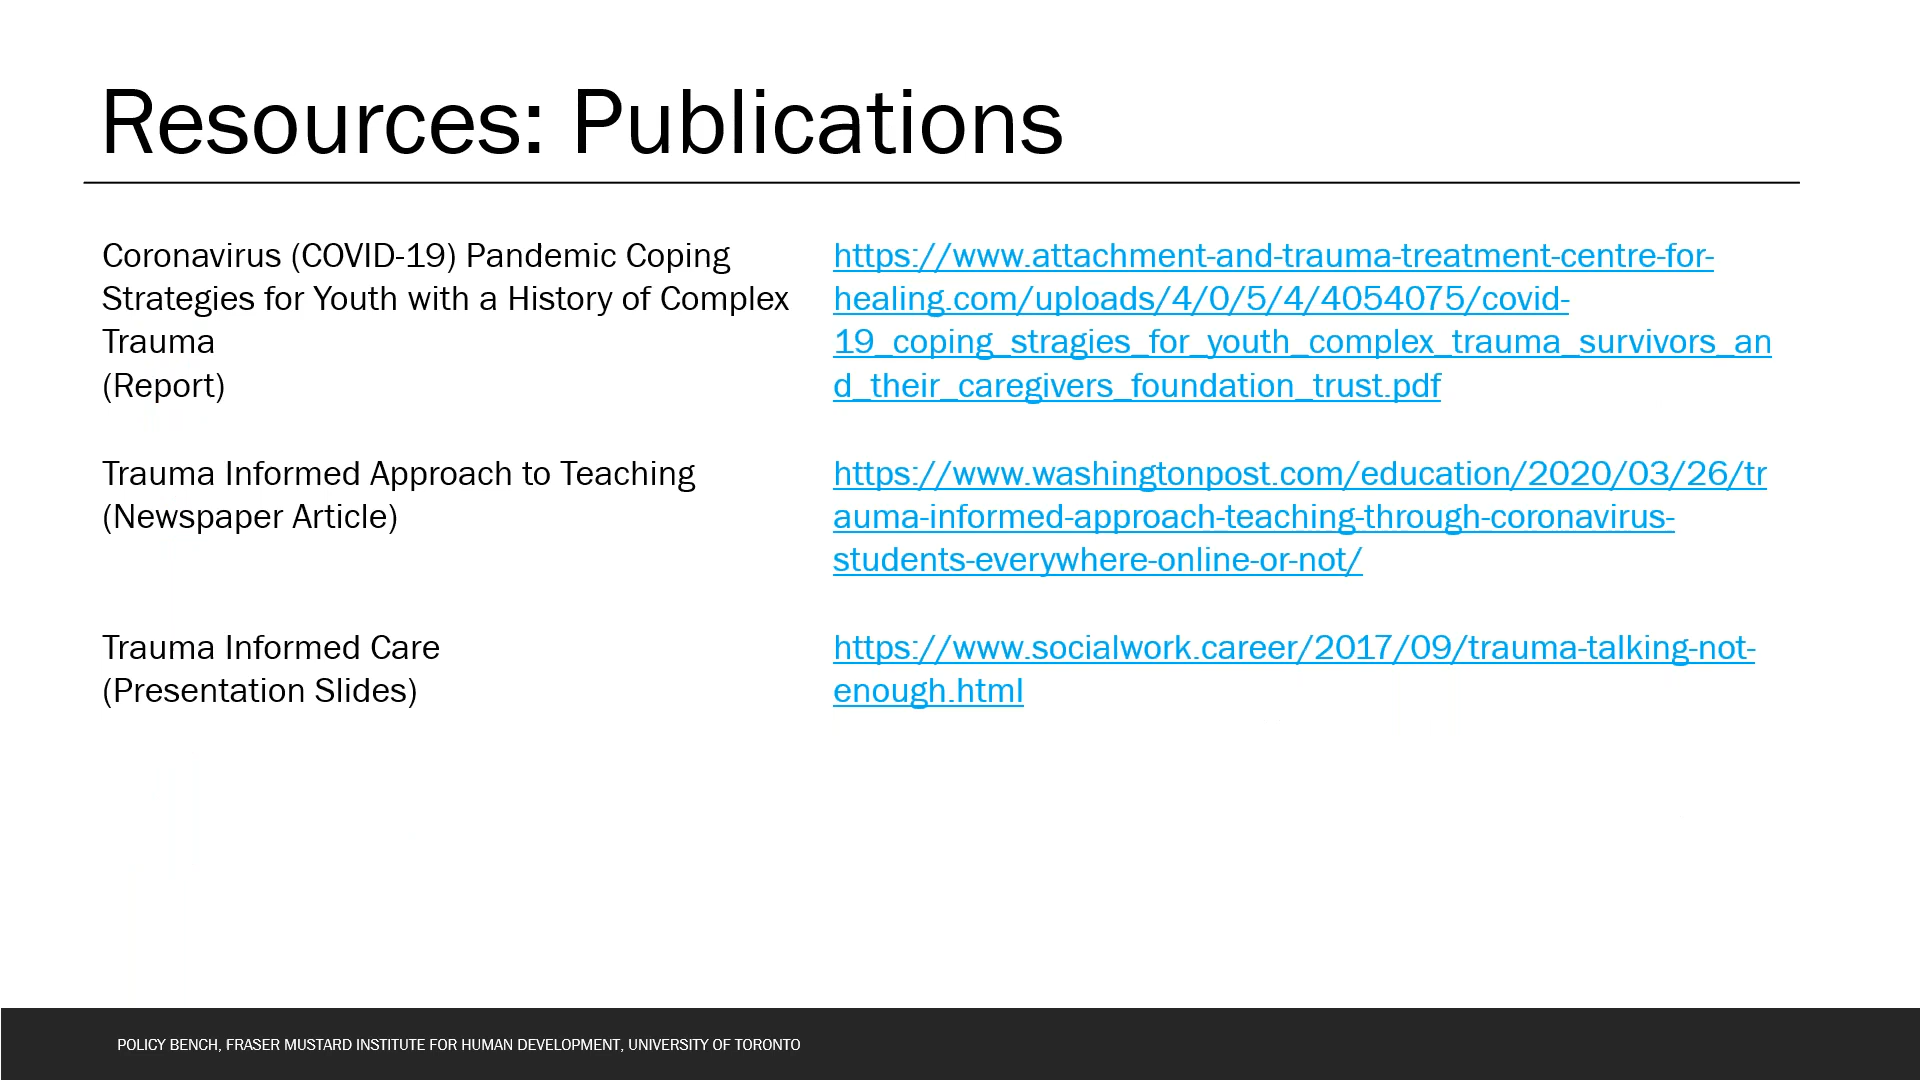 Resources: Publications
Coronavirus (COVID-19) Pandemic Coping
Strategies for Youth with a History of Complex
Trauma
(Report)
https://www.attachment-and-trauma-treatment-centre-for-
healing.com/uploads/4/0/5/4/4054075/covid-
19_coping_stragies_for_youth_complex_trauma_survivors_an
d_their_caregivers_foundation_trust.pdf
Trauma Informed Approach to Teaching
(Newspaper Article)
https://www.washingtonpost.com/education/2020/03/26/tr
auma-informed-approach-teaching-through-coronavirus-
students-everywhere-online-or-not/
Trauma Informed Care
(Presentation Slides)
https://www.socialwork.career/2017/09/trauma-talking-not-
enough.html
POLICY BENCH, FRASER MUSTARD INSTITUTE FOR HUMAN DEVELOPMENT, UNIVERSITY OF TORONTO